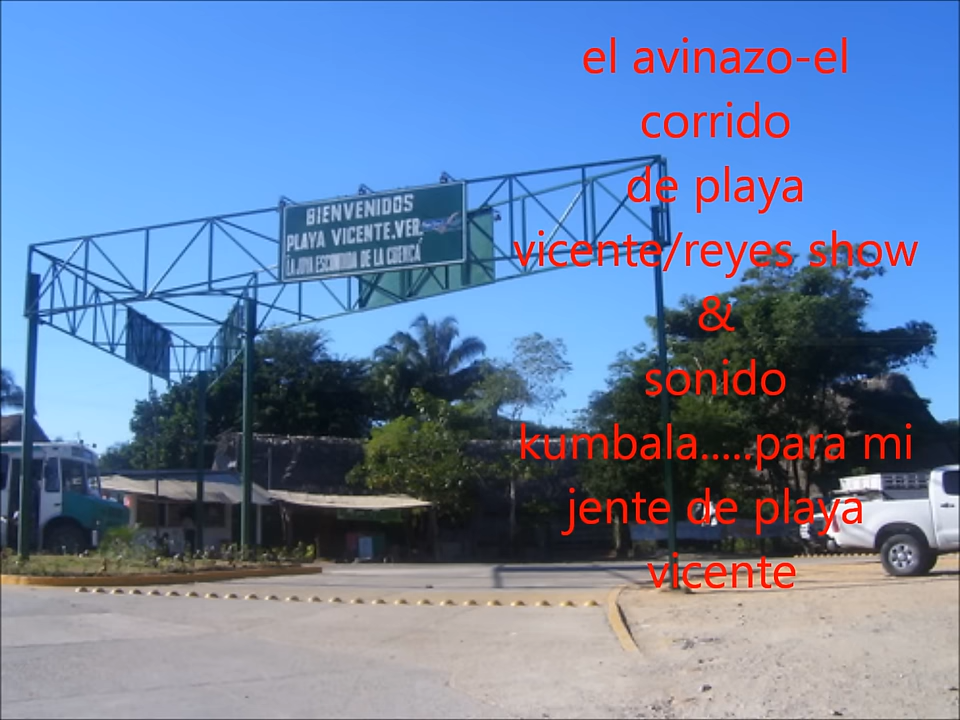 BIENVENIDOS
PLAYA VICENTE.VER.
LA JOYA ESCONDIDA DE LA CUENCA
el avinazo-el
corrido
de playa
vicente/reyes show
&
sonido
kumbala.....para mi
jente de playa
vicente